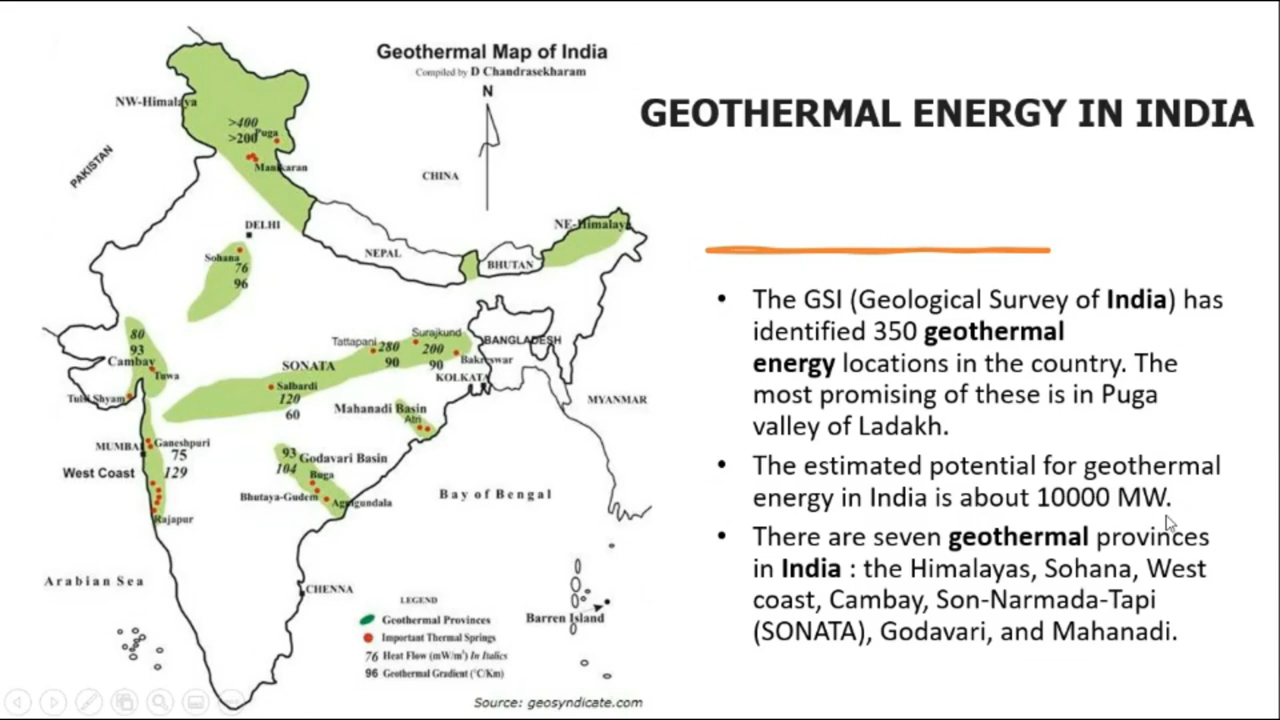 Geothermal Map of India
Compiled by D Chandrasekharam
N
GEOTHERMAL ENERGY IN INDIA
NW-Himalaya
>400
>200
Puga
Manikaran
PAKISTAN
CHINA
DELHI
NE-Himalaya
Sohana
76
96
NEPAL
BHUTAN
80
93
Cambay
Tuwa
Tulsi Shyam
Tattapani
280
90
Surajkund
200
90
BANGLADESH
Bakreswar
SONATA
KOLKATA
Salbardi
120
60
MYANMAR
Mahanadi Basin
Atri
MUMBAI
Ganeshpuri
75
129
West Coast
Rajapur
93
104
Godavari Basin
Buga
Bhutaya-Gudem
Agnigundala
Bay of Bengal
Arabian Sea
CHENNA
Barren Island
LEGEND
Geothermal Provinces
Important Thermal Springs
76 Heat Flow (mW/m²) In Italics
96 Geothermal Gradient (°C/Km)
Source: geosyndicate.com
• The GSI (Geological Survey of India) has
identified 350 geothermal
energy locations in the country. The
most promising of these is in Puga
valley of Ladakh.
• The estimated potential for geothermal
energy in India is about 10000 MW.
• There are seven geothermal provinces
in India : the Himalayas, Sohana, West
coast, Cambay, Son-Narmada-Tapi
(SONATA), Godavari, and Mahanadi.